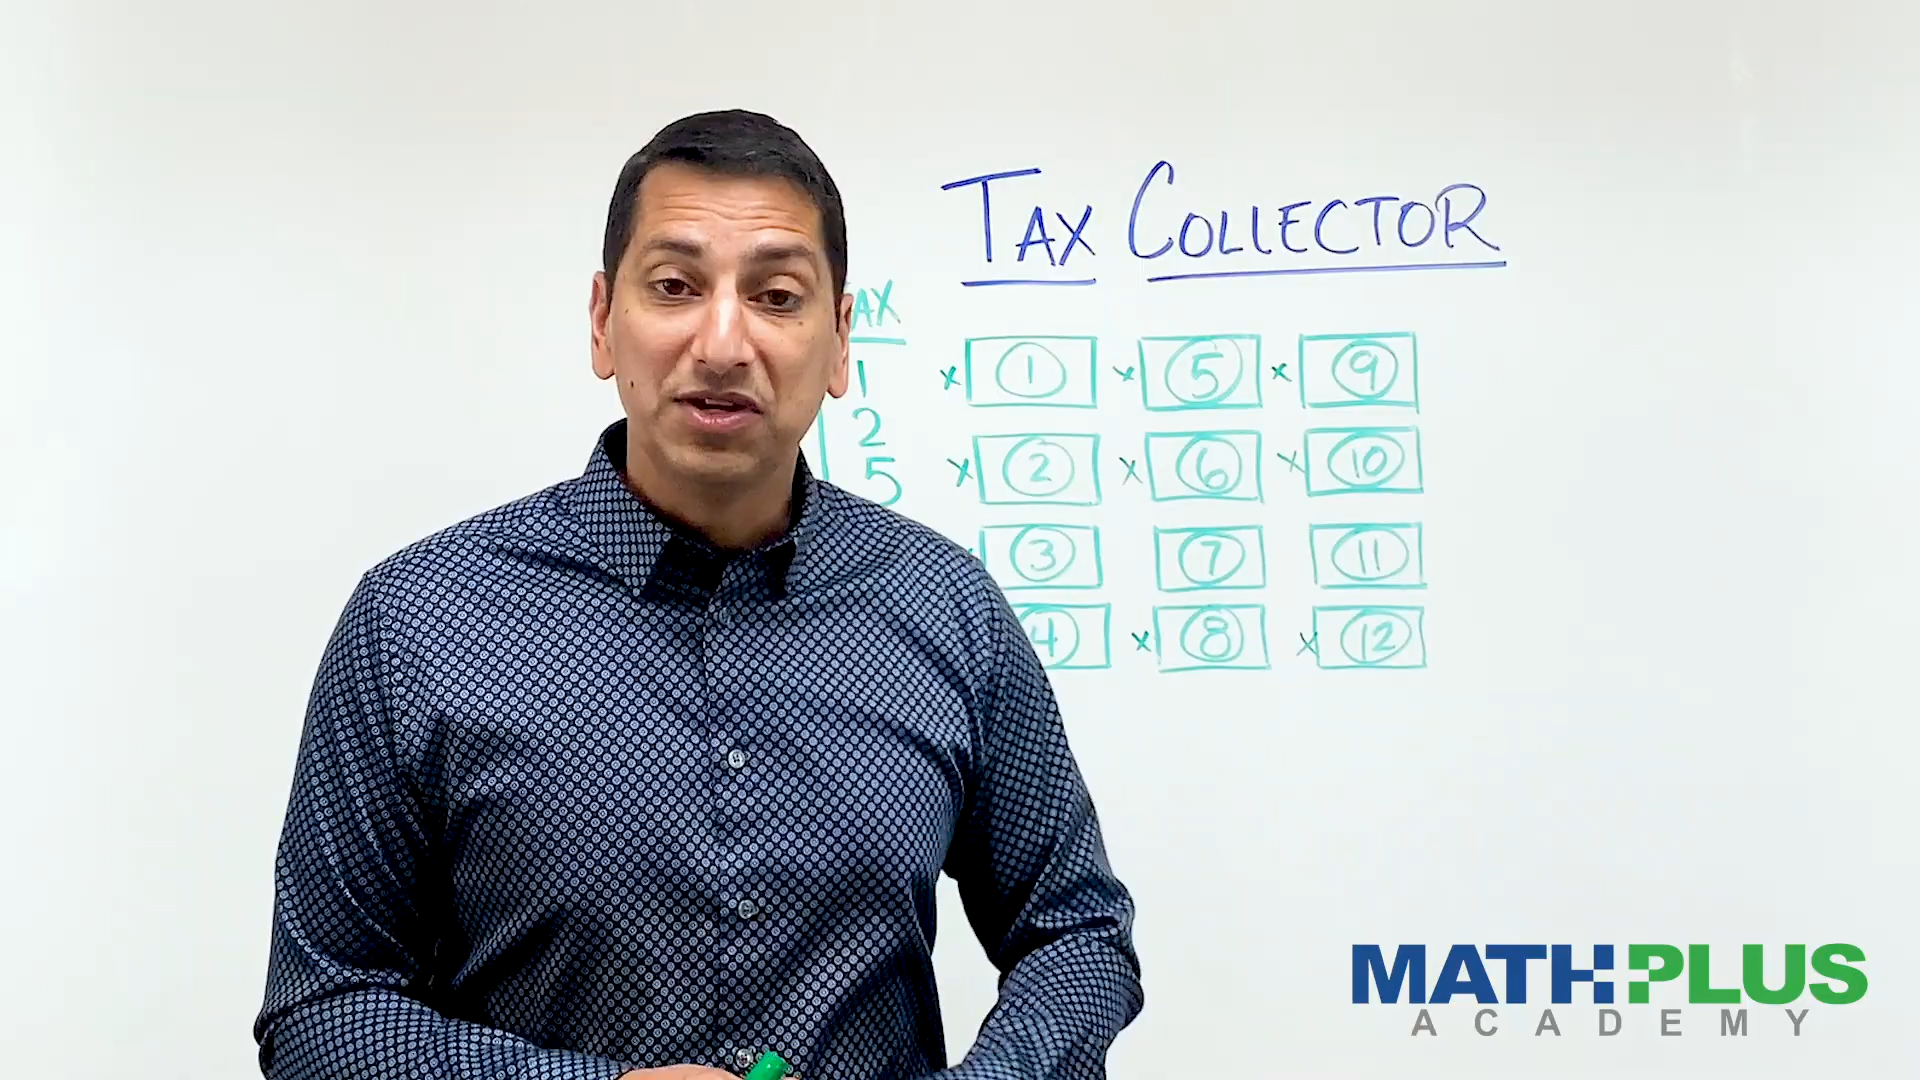 TAX COLLECTOR
AX
1 × 1 × 5 × 9
2
5 × 2 × 6 × 10
3 7 11
4 × 8 × 12
MATH PLUS
ACADEMY